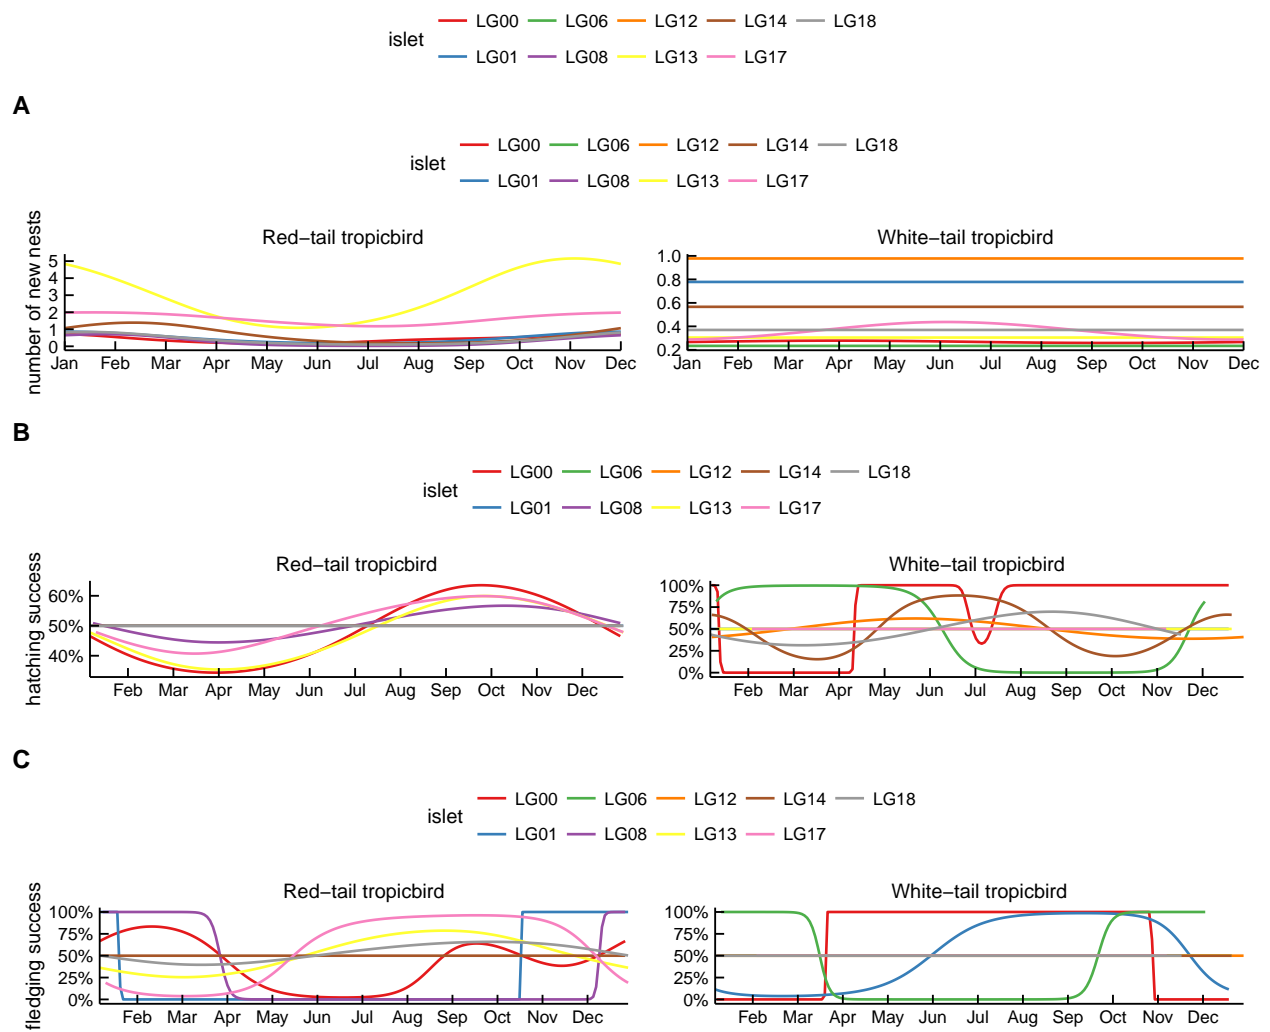 LG00 LG06 LG12 LG14 LG18
islet
LG01 LG08 LG13 LG17
A
LG00 LG06 LG12 LG14 LG18
islet
LG01 LG08 LG13 LG17
number of new nests
Red−tail tropicbird
5
4
3
2
1
0
Jan Feb Mar Apr May Jun Jul Aug Sep Oct Nov Dec
White−tail tropicbird
1.0
0.8
0.6
0.4
0.2
Jan Feb Mar Apr May Jun Jul Aug Sep Oct Nov Dec
B
LG00 LG06 LG12 LG14 LG18
islet
LG01 LG08 LG13 LG17
hatching success
Red−tail tropicbird
60%
50%
40%
Feb Mar Apr May Jun Jul Aug Sep Oct Nov Dec
White−tail tropicbird
100%
75%
50%
25%
0%
Feb Mar Apr May Jun Jul Aug Sep Oct Nov Dec
C
LG00 LG06 LG12 LG14 LG18
islet
LG01 LG08 LG13 LG17
fledging success
Red−tail tropicbird
100%
75%
50%
25%
0%
Feb Mar Apr May Jun Jul Aug Sep Oct Nov Dec
White−tail tropicbird
100%
75%
50%
25%
0%
Feb Mar Apr May Jun Jul Aug Sep Oct Nov Dec